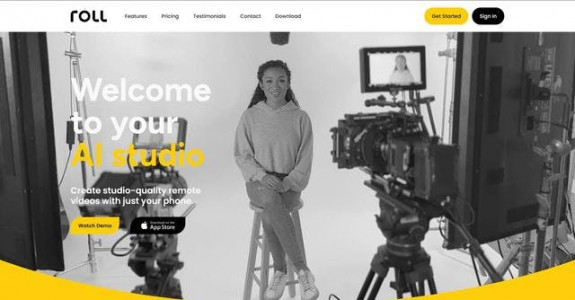 roll
Features
Pricing
Testimonials
Contact
Download
Get Started
Sign In
Welcome
to your
AI studio
Create studio-quality remote
videos with just your phone.
Watch Demo
Download on the
App Store